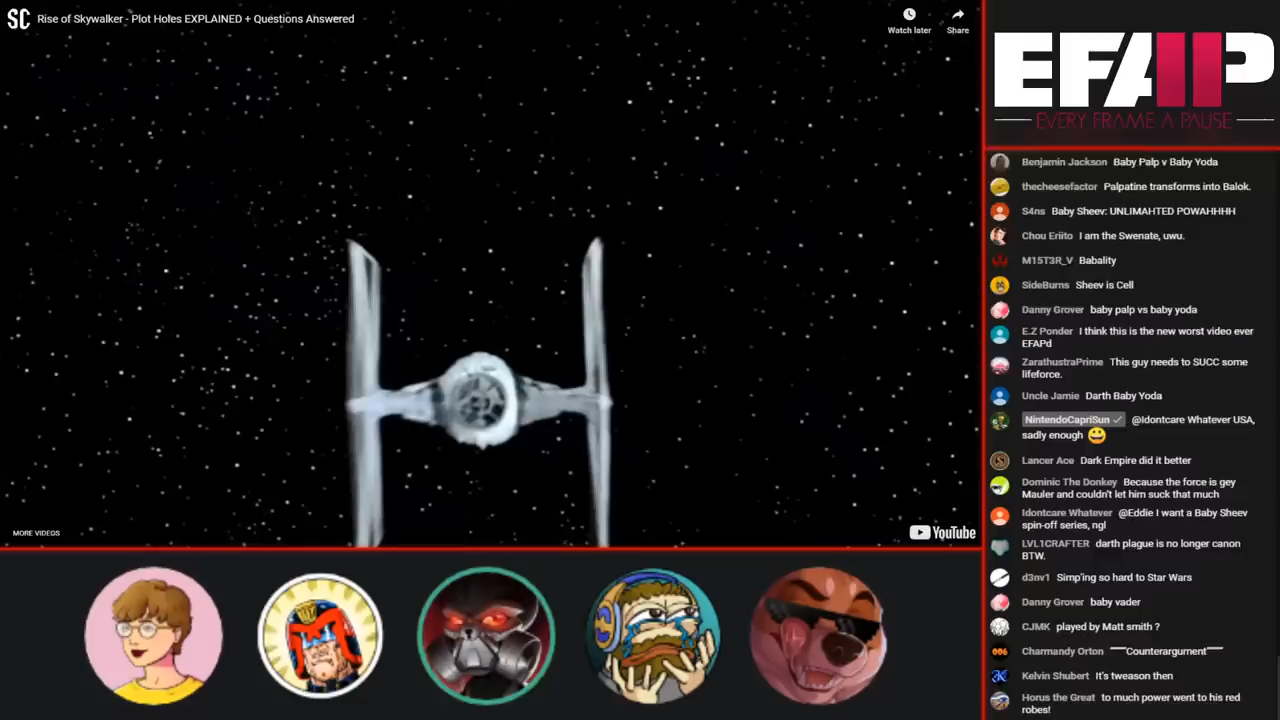 SC Rise of Skywalker - Plot Holes EXPLAINED + Questions Answered
Watch later
Share
MORE VIDEOS
YouTube
EFAP
EVERY FRAME A PAUSE
Benjamin Jackson Baby Palp v Baby Yoda
thecheesefactor Palpatine transforms into Balok.
S4ns Baby Sheev: UNLIMAHTED POWAHHHH
Chou Eriito I am the Swenate, uwu.
M15T3R_V Babality
SideBurns Sheev is Cell
Danny Grover baby palp vs baby yoda
E.Z Ponder I think this is the new worst video ever
EFAPd
ZarathustraPrime This guy needs to SUCC some
lifeforce.
Uncle Jamie Darth Baby Yoda
NintendoCapriSun @Idontcare Whatever USA,
sadly enough
Lancer Ace Dark Empire did it better
Dominic The Donkey Because the force is gey
Mauler and couldn't let him suck that much
Idontcare Whatever @Eddie I want a Baby Sheev
spin-off series, ngl
LVL1CRAFTER darth plague is no longer canon
BTW.
d3nv1 Simp'ing so hard to Star Wars
Danny Grover baby vader
CJMK played by Matt smith ?
Charmandy Orton """"Counterargument""""
Kelvin Shubert It's tweason then
Horus the Great to much power went to his red
robes!